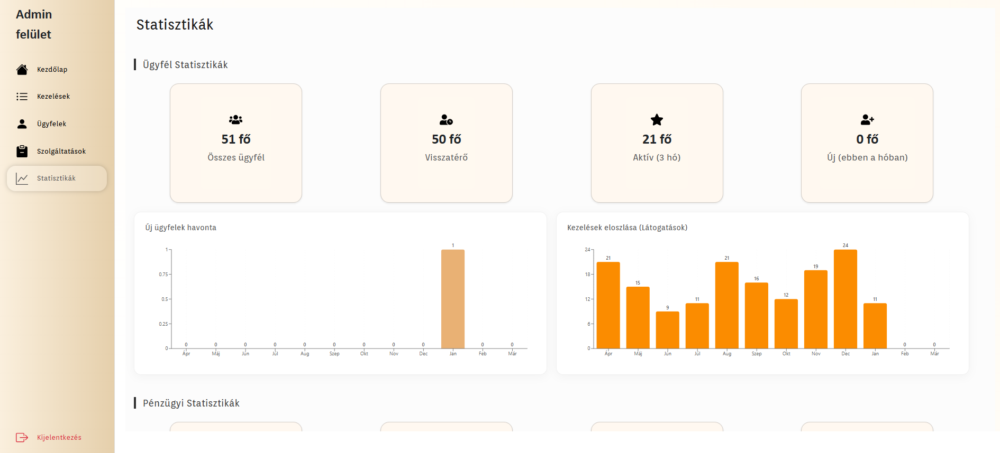 Admin
felület
Kezdőlap
Kezelések
Ügyfelek
Szolgáltatások
Statisztikák
Kijelentkezés
Statisztikák
Ügyfél Statisztikák
51 fő
Összes ügyfél
50 fő
Visszatérő
21 fő
Aktív (3 hó)
0 fő
Új (ebben a hóban)
Új ügyfelek havonta
1
0.75
0.5
0.25
0
0 0 0 0 0 0 0 0 0 1 0 0
Ápr Máj Jún Júl Aug Szep Okt Nov Dec Jan Feb Már
Kezelések eloszlása (Látogatások)
24
18
12
6
0
21 15 9 11 21 16 12 19 24 11 0 0
Ápr Máj Jún Júl Aug Szep Okt Nov Dec Jan Feb Már
Pénzügyi Statisztikák